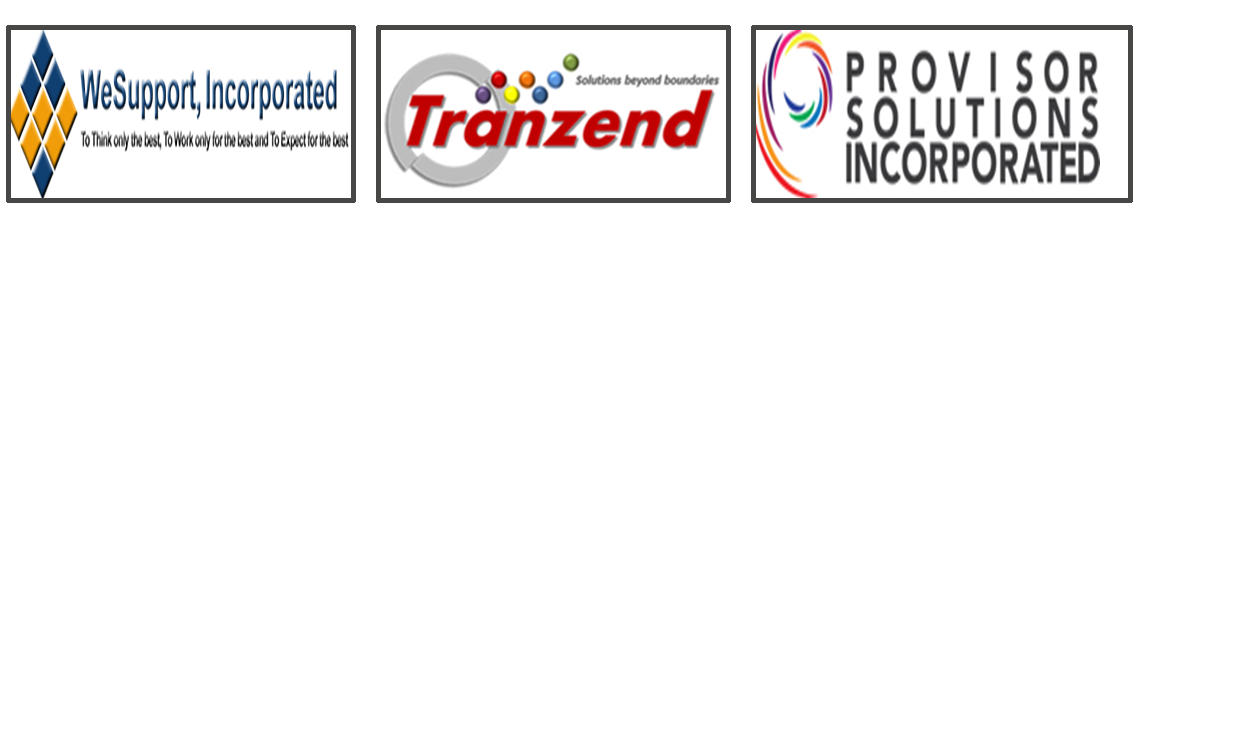 WeSupport, Incorporated
To Think only the best, To Work only for the best and To Expect for the best
Solutions beyond boundaries
Tranzend
PROVISOR
SOLUTIONS
INCORPORATED